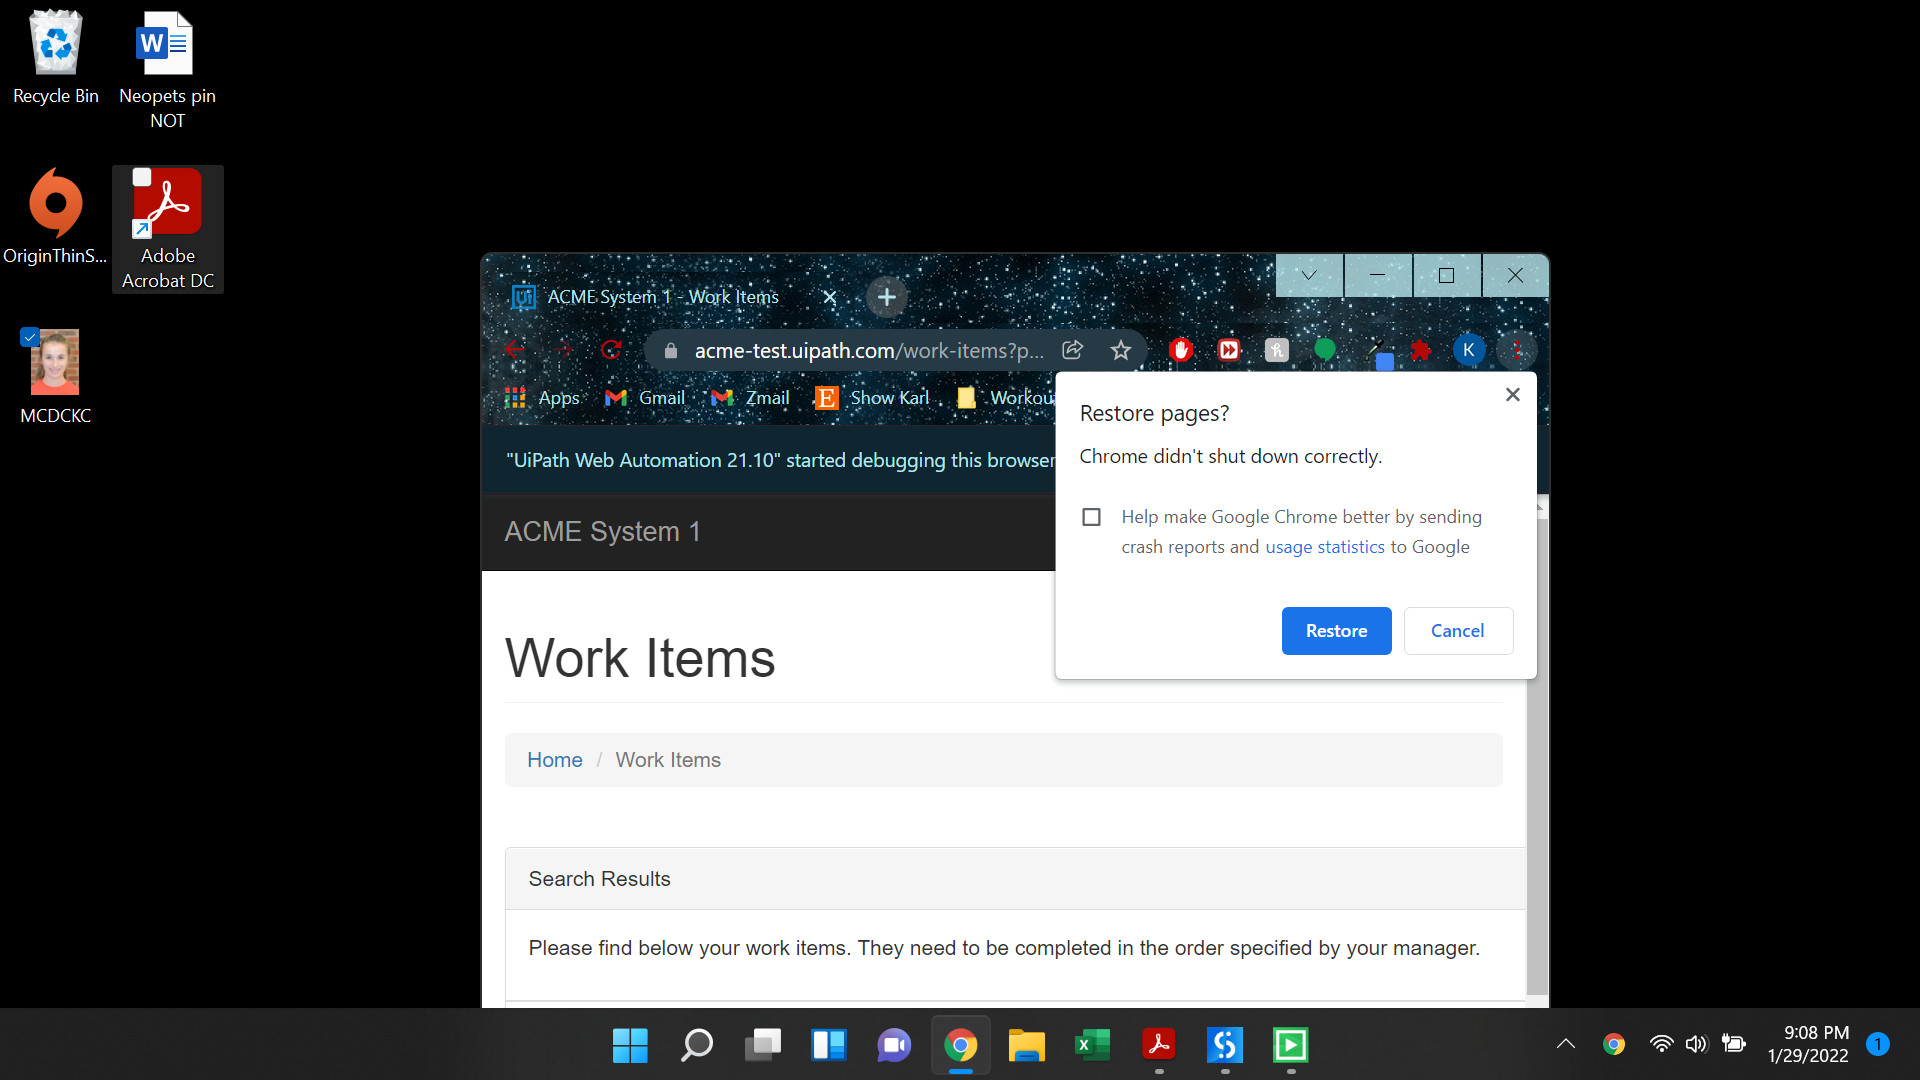 Recycle Bin
Neopets pin
NOT
OriginThinS...
Adobe
Acrobat DC
MCDCKC
ACME System 1 - Work Items
acme-test.uipath.com/work-items?p...
K
Apps
Gmail
Zmail
E
Show Karl
Workou
"UiPath Web Automation 21.10" started debugging this browser
Restore pages?
Chrome didn't shut down correctly.
Help make Google Chrome better by sending
crash reports and usage statistics to Google
Restore
Cancel
ACME System 1
Work Items
Home / Work Items
Search Results
Please find below your work items. They need to be completed in the order specified by your manager.
9:08 PM
1/29/2022
1